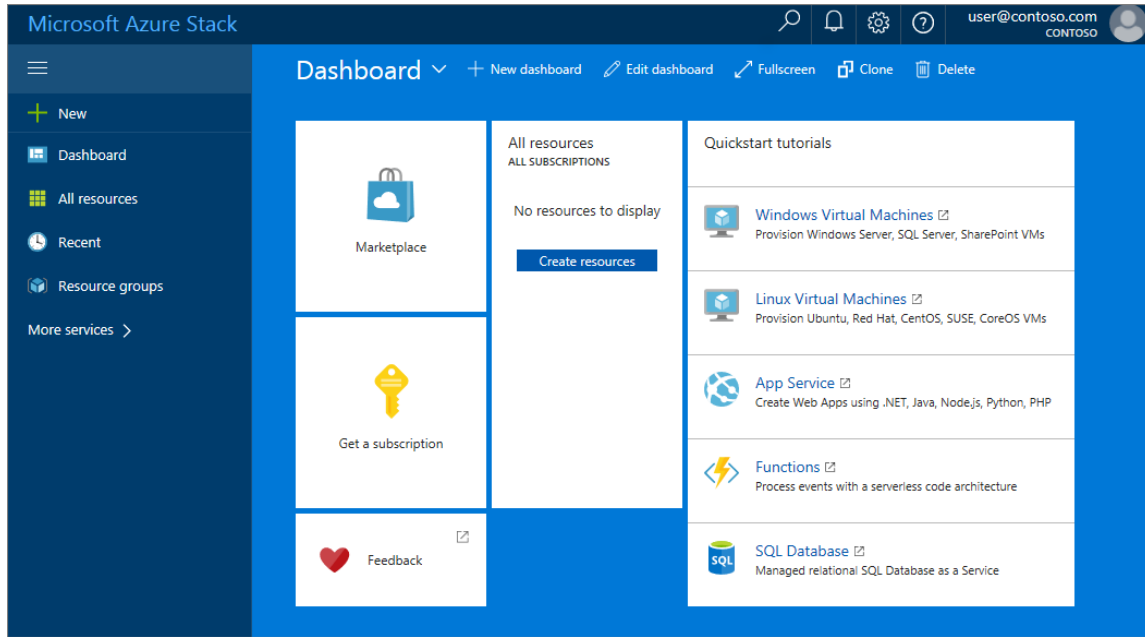 Microsoft Azure Stack
user@contoso.com
CONTOSO
Dashboard
New dashboard
Edit dashboard
Fullscreen
Clone
Delete
New
Dashboard
All resources
Recent
Resource groups
More services
Marketplace
Get a subscription
Feedback
All resources
ALL SUBSCRIPTIONS
No resources to display
Create resources
Quickstart tutorials
Windows Virtual Machines
Provision Windows Server, SQL Server, SharePoint VMs
Linux Virtual Machines
Provision Ubuntu, Red Hat, CentOS, SUSE, CoreOS VMs
App Service
Create Web Apps using .NET, Java, Node.js, Python, PHP
Functions
Process events with a serverless code architecture
SQL
SQL Database
Managed relational SQL Database as a Service